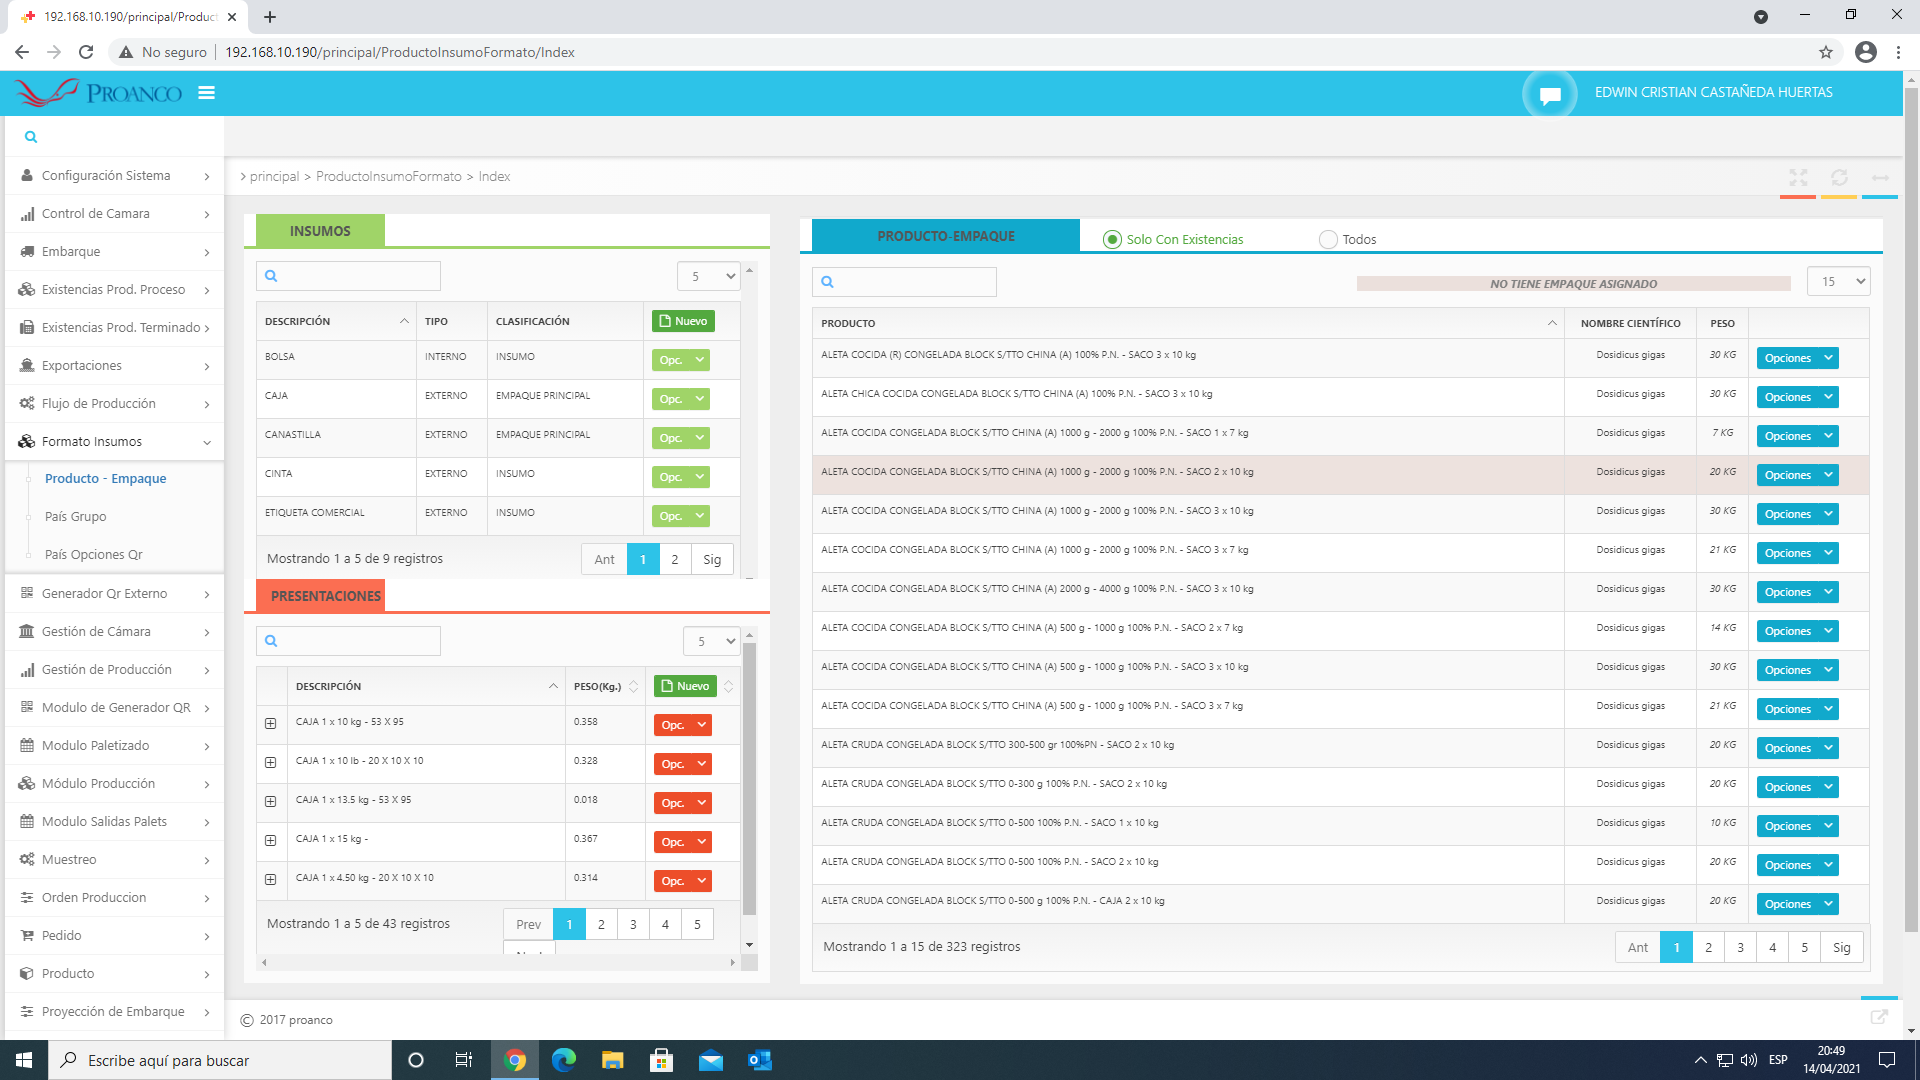 192.168.10.190/principal/Product
No seguro
192.168.10.190/principal/ProductoInsumoFormato/Index
PROANCO
EDWIN CRISTIAN CASTAÑEDA HUERTAS
Configuración Sistema
Control de Camara
Embarque
Existencias Prod. Proceso
Existencias Prod. Terminado
Exportaciones
Flujo de Producción
Formato Insumos
Producto - Empaque
País Grupo
País Opciones Qr
Generador Qr Externo
Gestión de Cámara
Gestión de Producción
Modulo de Generador QR
Modulo Paletizado
Módulo Producción
Modulo Salidas Palets
Muestreo
Orden Produccion
Pedido
Producto
Proyección de Embarque
> principal > ProductoInsumoFormato > Index
INSUMOS
5
DESCRIPCIÓN TIPO CLASIFICACIÓN Nuevo
BOLSA INTERNO INSUMO Opc.
CAJA EXTERNO EMPAQUE PRINCIPAL Opc.
CANASTILLA EXTERNO EMPAQUE PRINCIPAL Opc.
CINTA EXTERNO INSUMO Opc.
ETIQUETA COMERCIAL EXTERNO INSUMO Opc.
Mostrando 1 a 5 de 9 registros Ant 1 2 Sig
PRESENTACIONES
5
DESCRIPCIÓN PESO(Kg.) Nuevo
CAJA 1 x 10 kg - 53 X 95 0.358 Opc.
CAJA 1 x 10 lb - 20 X 10 X 10 0.328 Opc.
CAJA 1 x 13.5 kg - 53 X 95 0.018 Opc.
CAJA 1 x 15 kg - 0.367 Opc.
CAJA 1 x 4.50 kg - 20 X 10 X 10 0.314 Opc.
Mostrando 1 a 5 de 43 registros Prev 1 2 3 4 5
PRODUCTO-EMPAQUE Solo Con Existencias Todos
NO TIENE EMPAQUE ASIGNADO 15
PRODUCTO NOMBRE CIENTÍFICO PESO
ALETA COCIDA (R) CONGELADA BLOCK S/TTO CHINA (A) 100% P.N. - SACO 3 x 10 kg Dosidicus gigas 30 KG Opciones
ALETA CHICA COCIDA CONGELADA BLOCK S/TTO CHINA (A) 100% P.N. - SACO 3 x 10 kg Dosidicus gigas 30 KG Opciones
ALETA COCIDA CONGELADA BLOCK S/TTO CHINA (A) 1000 g - 2000 g 100% P.N. - SACO 1 x 7 kg Dosidicus gigas 7 KG Opciones
ALETA COCIDA CONGELADA BLOCK S/TTO CHINA (A) 1000 g - 2000 g 100% P.N. - SACO 2 x 10 kg Dosidicus gigas 20 KG Opciones
ALETA COCIDA CONGELADA BLOCK S/TTO CHINA (A) 1000 g - 2000 g 100% P.N. - SACO 3 x 10 kg Dosidicus gigas 30 KG Opciones
ALETA COCIDA CONGELADA BLOCK S/TTO CHINA (A) 1000 g - 2000 g 100% P.N. - SACO 3 x 7 kg Dosidicus gigas 21 KG Opciones
ALETA COCIDA CONGELADA BLOCK S/TTO CHINA (A) 2000 g - 4000 g 100% P.N. - SACO 3 x 10 kg Dosidicus gigas 30 KG Opciones
ALETA COCIDA CONGELADA BLOCK S/TTO CHINA (A) 500 g - 1000 g 100% P.N. - SACO 2 x 7 kg Dosidicus gigas 14 KG Opciones
ALETA COCIDA CONGELADA BLOCK S/TTO CHINA (A) 500 g - 1000 g 100% P.N. - SACO 3 x 10 kg Dosidicus gigas 30 KG Opciones
ALETA COCIDA CONGELADA BLOCK S/TTO CHINA (A) 500 g - 1000 g 100% P.N. - SACO 3 x 7 kg Dosidicus gigas 21 KG Opciones
ALETA CRUDA CONGELADA BLOCK S/TTO 300-500 gr 100%PN - SACO 2 x 10 kg Dosidicus gigas 20 KG Opciones
ALETA CRUDA CONGELADA BLOCK S/TTO 0-300 g 100% P.N. - SACO 2 x 10 kg Dosidicus gigas 20 KG Opciones
ALETA CRUDA CONGELADA BLOCK S/TTO 0-500 100% P.N. - SACO 1 x 10 kg Dosidicus gigas 10 KG Opciones
ALETA CRUDA CONGELADA BLOCK S/TTO 0-500 100% P.N. - SACO 2 x 10 kg Dosidicus gigas 20 KG Opciones
ALETA CRUDA CONGELADA BLOCK S/TTO 0-500 g 100% P.N. - CAJA 2 x 10 kg Dosidicus gigas 20 KG Opciones
Mostrando 1 a 15 de 323 registros Ant 1 2 3 4 5 Sig
© 2017 proanco
Escribe aquí para buscar
ESP
20:49
14/04/2021